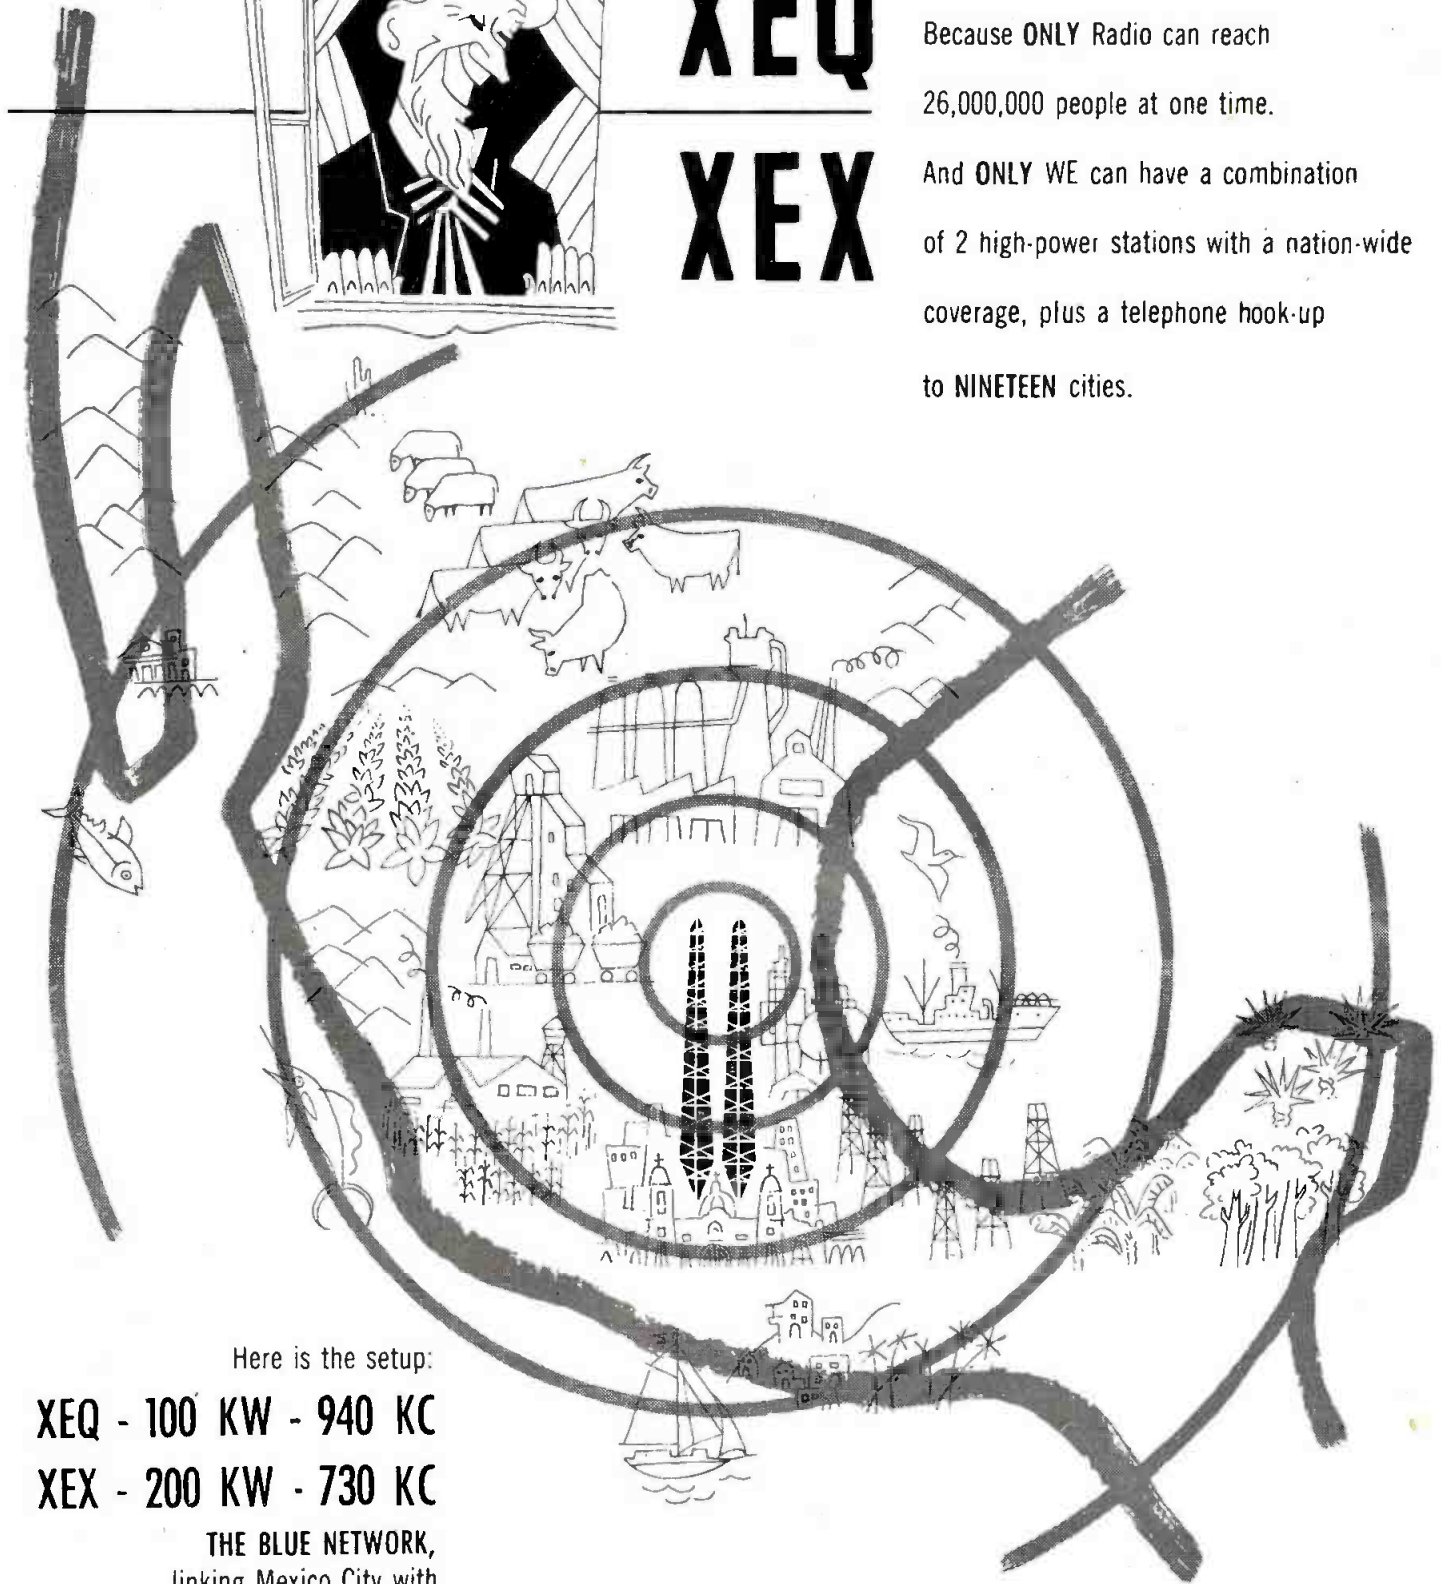 XEQ
XEX
Because ONLY Radio can reach
26,000,000 people at one time.
And ONLY WE can have a combination
of 2 high-power stations with a nation-wide
coverage, plus a telephone hook-up
to NINETEEN cities.
Here is the setup:
XEQ - 100 KW - 940 KC
XEX - 200 KW - 730 KC
THE BLUE NETWORK,
linking Mexico City with